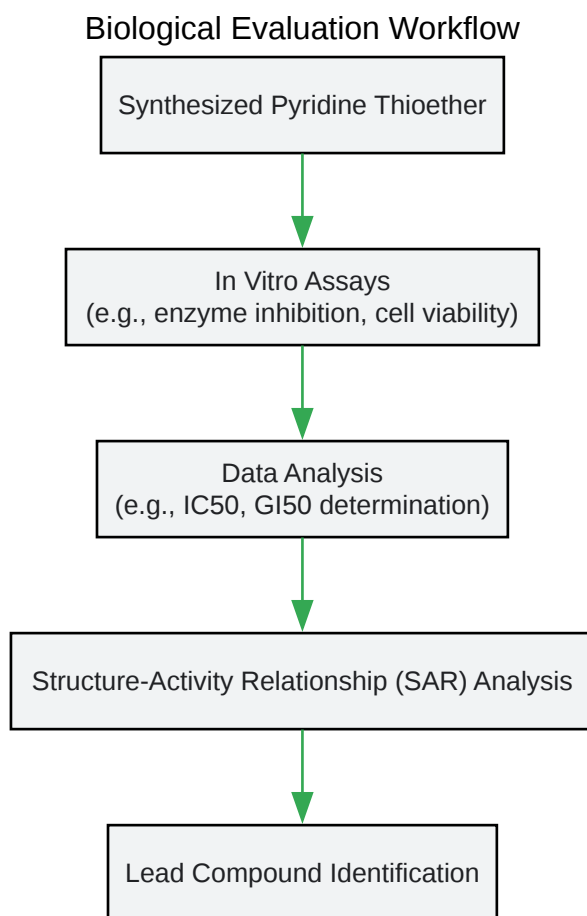 Biological Evaluation Workflow
Synthesized Pyridine Thioether
In Vitro Assays
(e.g., enzyme inhibition, cell viability)
Data Analysis
(e.g., IC50, GI50 determination)
Structure-Activity Relationship (SAR) Analysis
Lead Compound Identification